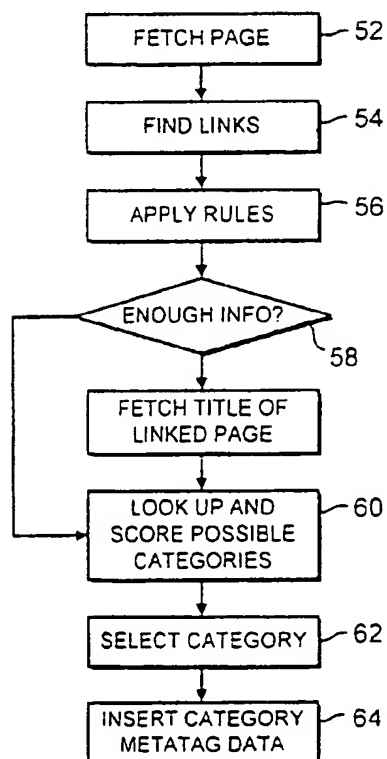 FETCH PAGE
52
FIND LINKS
54
APPLY RULES
56
ENOUGH INFO?
58
FETCH TITLE OF
LINKED PAGE
LOOK UP AND
SCORE POSSIBLE
CATEGORIES
60
SELECT CATEGORY
62
INSERT CATEGORY
METATAG DATA
64